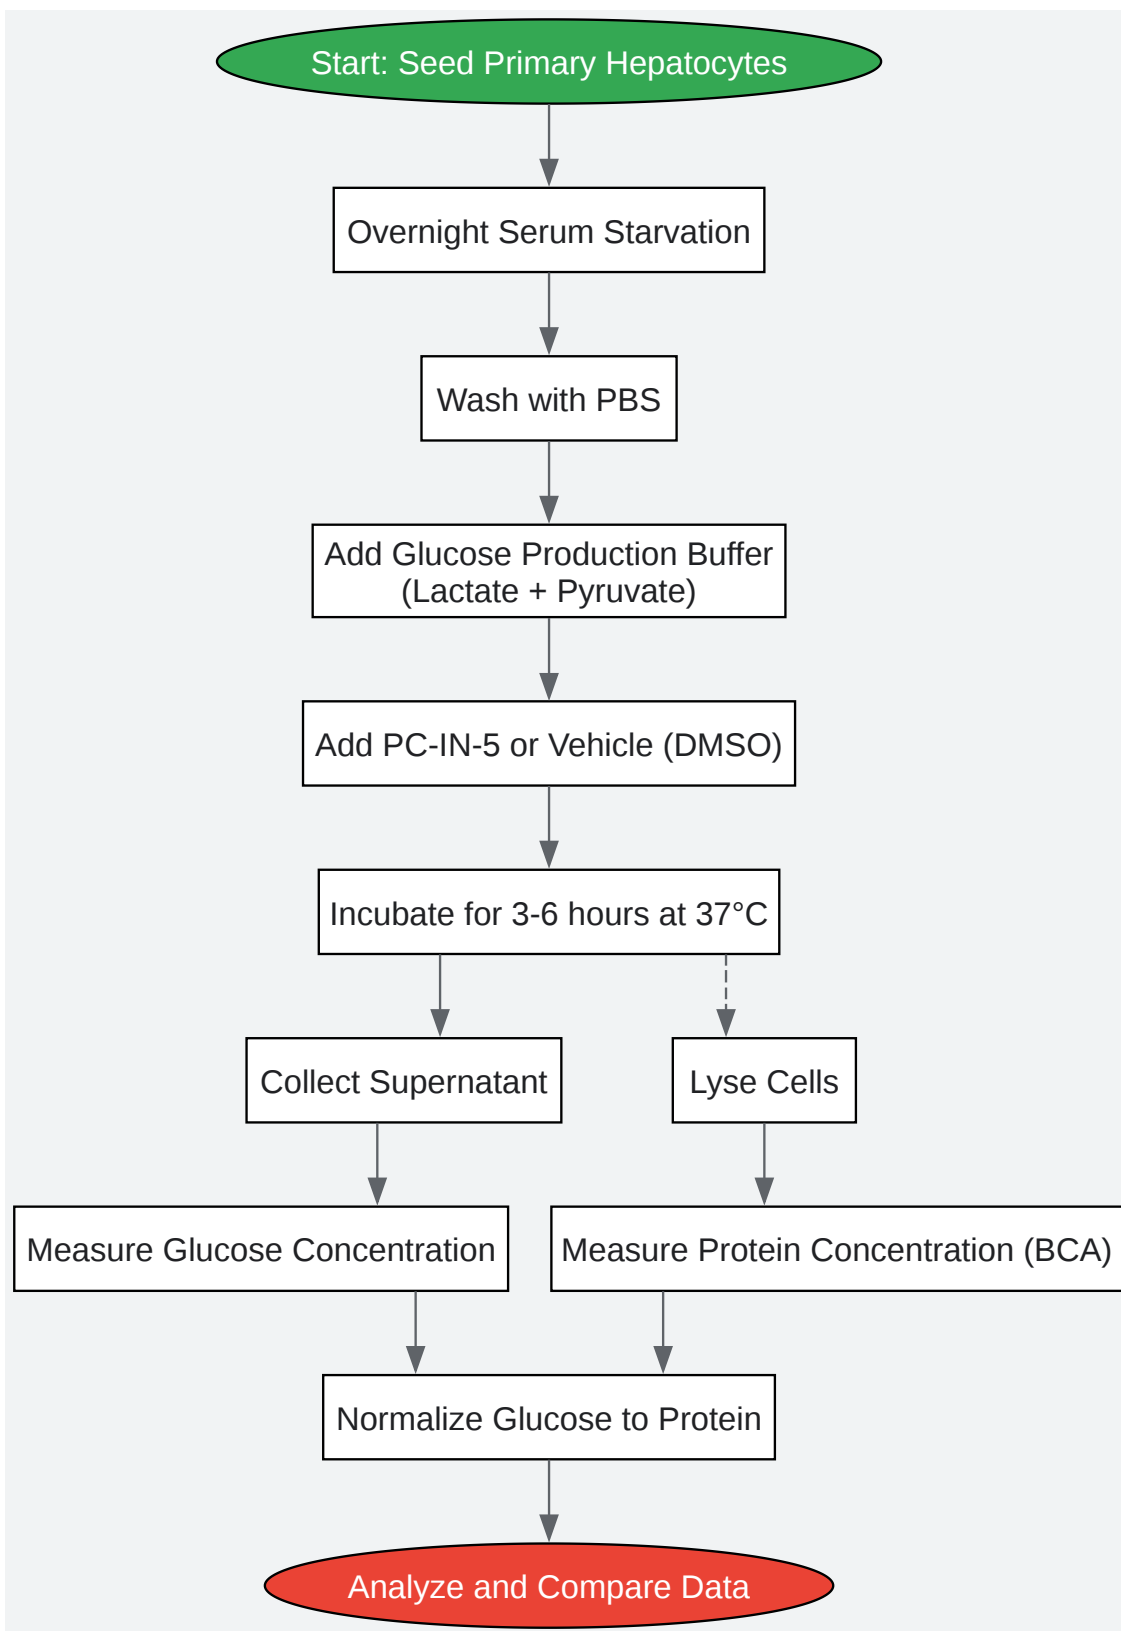 Start: Seed Primary Hepatocytes
Overnight Serum Starvation
Wash with PBS
Add Glucose Production Buffer
(Lactate + Pyruvate)
Add PC-IN-5 or Vehicle (DMSO)
Incubate for 3-6 hours at 37°C
Collect Supernatant
Lyse Cells
Measure Glucose Concentration
Measure Protein Concentration (BCA)
Normalize Glucose to Protein
Analyze and Compare Data